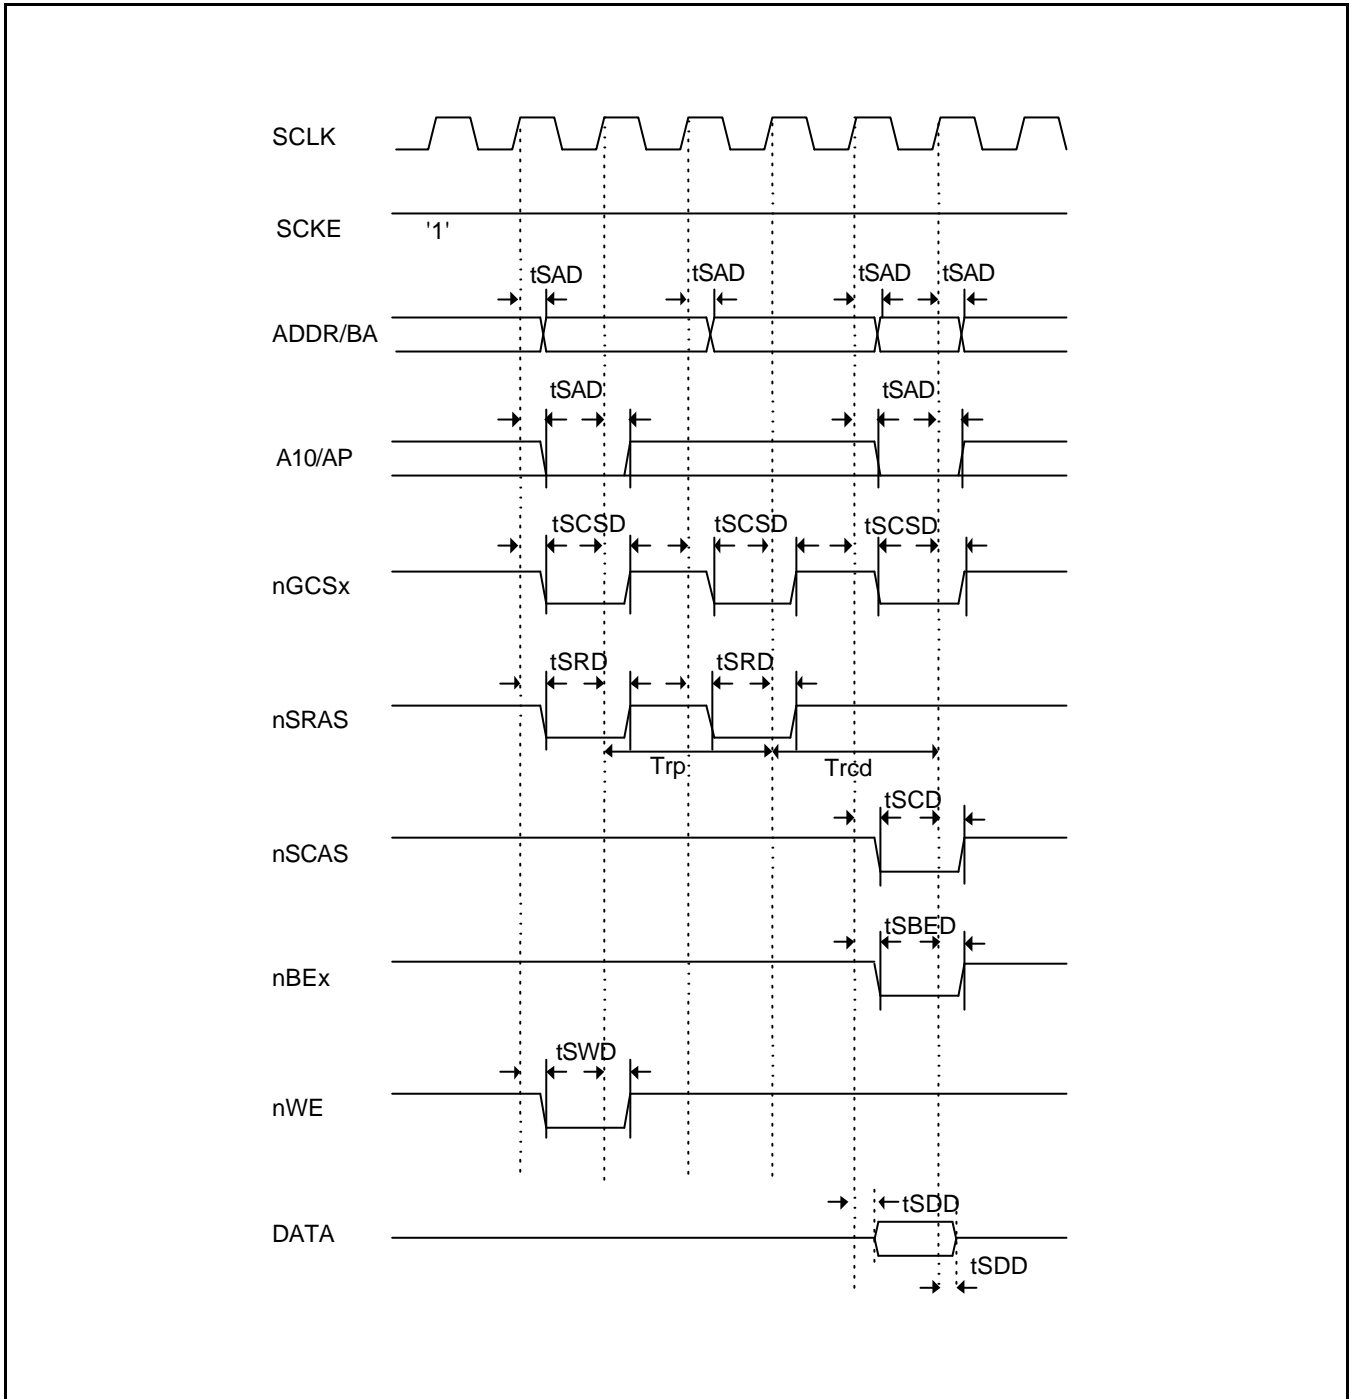 SCLK
SCKE '1'
tSAD tSAD tSAD tSAD
ADDR/BA
tSAD tSAD
A10/AP
tSCSD tSCSD tSCSD
nGCSx
tSRD tSRD
nSRAS
Trp Trcd
tSCD
nSCAS
tSBED
nBEx
tSWD
nWE
tSDD
DATA
tSDD